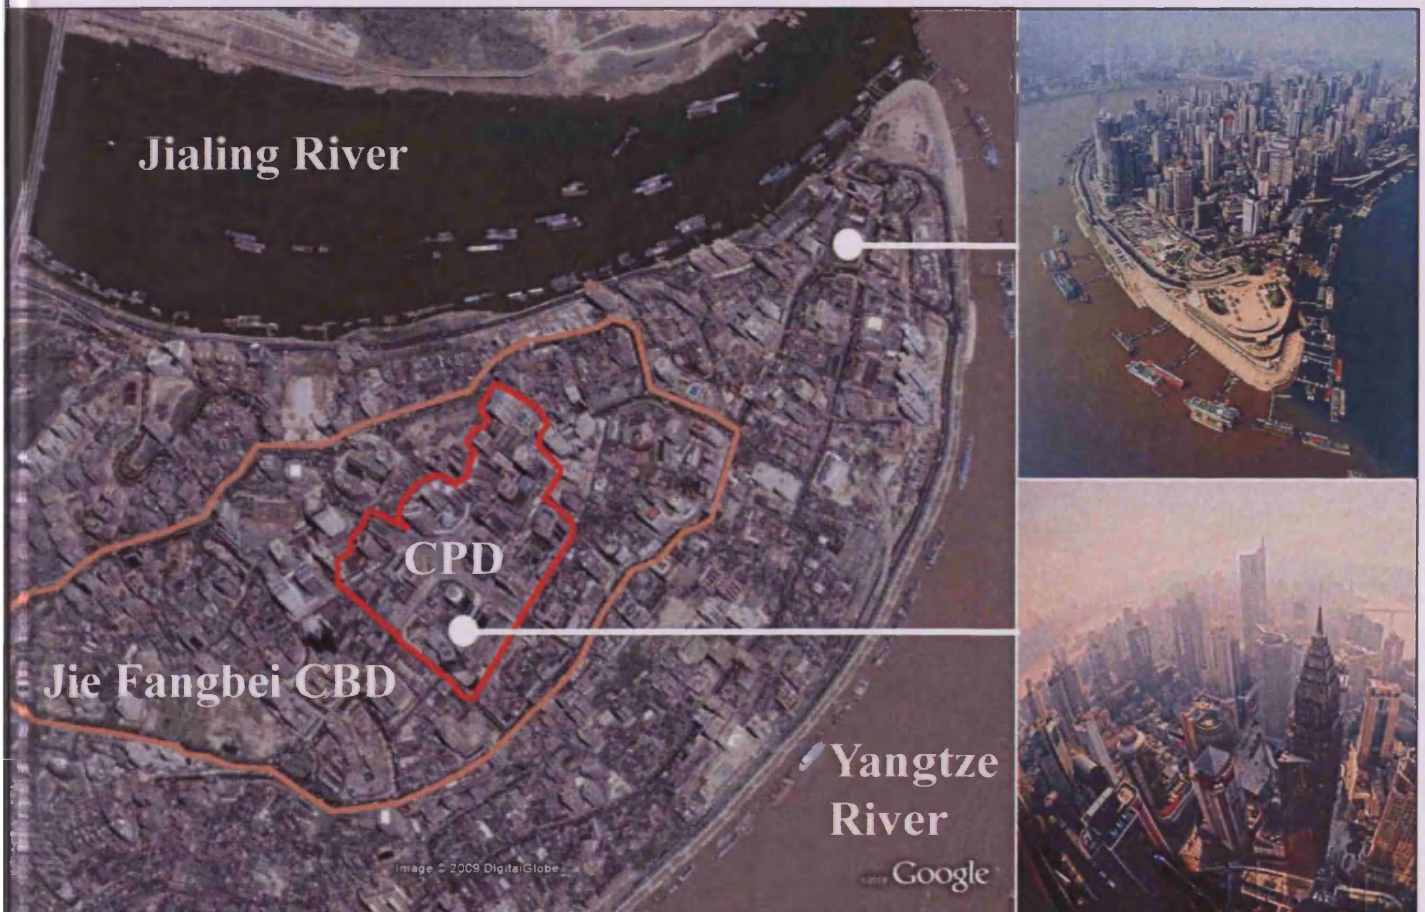 Jialing River
CPD
Jie Fangbei CBD
Yangtze
River
Image © 2009 DigitalGlobe
Google